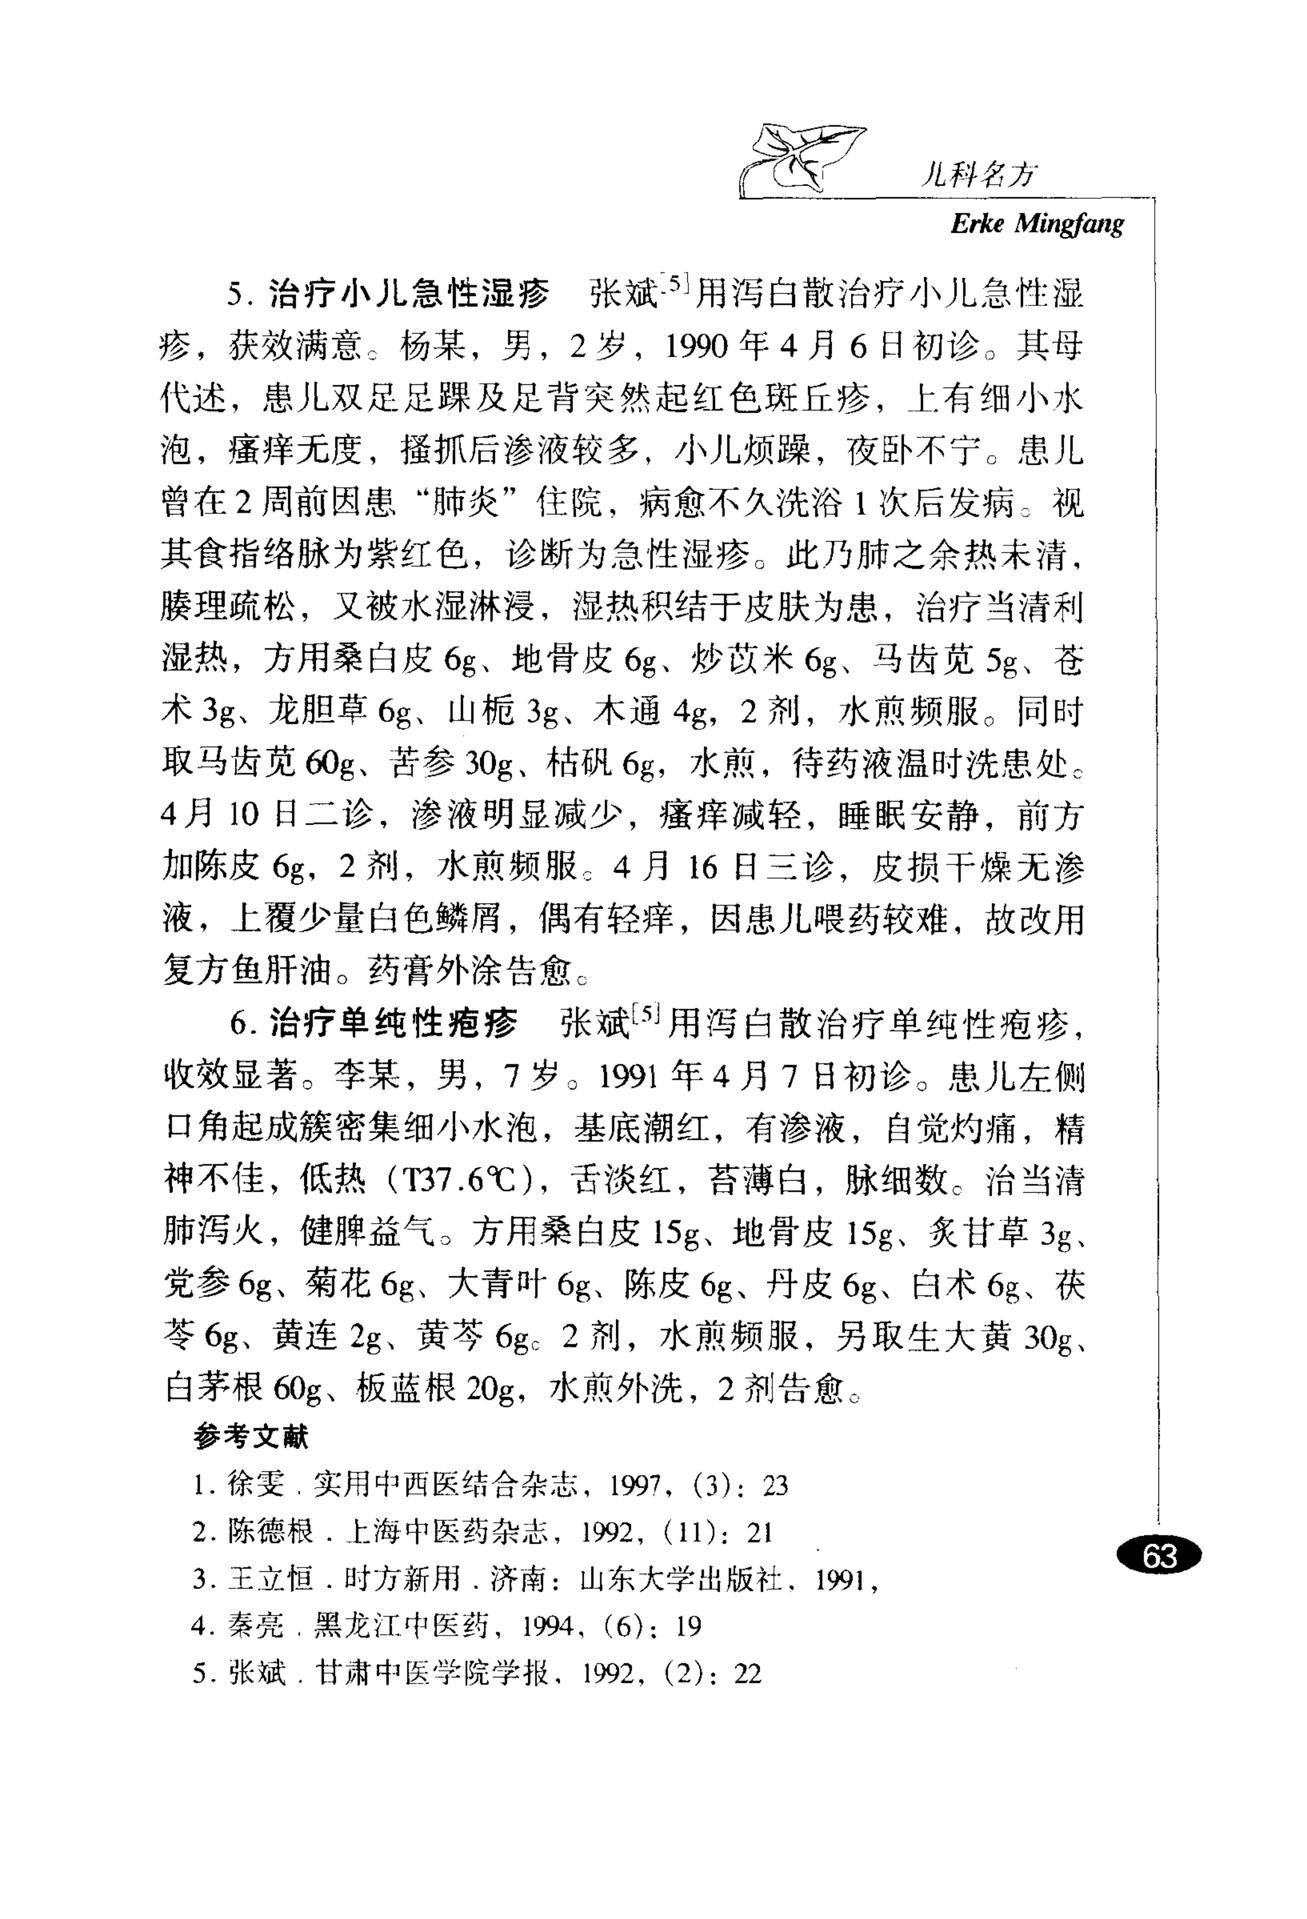 儿科名方
Erke Mingfang
5. 治疗小儿急性湿疹　张斌[5]用泻白散治疗小儿急性湿
疹，获效满意。杨某，男，2岁，1990年4月6日初诊。其母
代述，患儿双足足踝及足背突然起红色斑丘疹，上有细小水
泡，瘙痒无度，搔抓后渗液较多，小儿烦躁，夜卧不宁。患儿
曾在2周前因患“肺炎”住院，病愈不久洗浴1次后发病。视
其食指络脉为紫红色，诊断为急性湿疹。此乃肺之余热未清，
腠理疏松，又被水湿淋浸，湿热积结于皮肤为患，治疗当清利
湿热，方用桑白皮6g、地骨皮6g、炒苡米6g、马齿苋5g、苍
术3g、龙胆草6g、山栀3g、木通4g，2剂，水煎频服。同时
取马齿苋60g、苦参30g、枯矾6g，水煎，待药液温时洗患处。
4月10日二诊，渗液明显减少，瘙痒减轻，睡眠安静，前方
加陈皮6g，2剂，水煎频服。4月16日三诊，皮损干燥无渗
液，上覆少量白色鳞屑，偶有轻痒，因患儿喂药较难，故改用
复方鱼肝油。药膏外涂告愈。
6. 治疗单纯性疱疹　张斌[5]用泻白散治疗单纯性疱疹，
收效显著。李某，男，7岁。1991年4月7日初诊。患儿左侧
口角起成簇密集细小水泡，基底潮红，有渗液，自觉灼痛，精
神不佳，低热（T37.6℃），舌淡红，苔薄白，脉细数。治当清
肺泻火，健脾益气。方用桑白皮15g、地骨皮15g、炙甘草3g、
党参6g、菊花6g、大青叶6g、陈皮6g、丹皮6g、白术6g、茯
苓6g、黄连2g、黄芩6g。2剂，水煎频服，另取生大黄30g、
白茅根60g、板蓝根20g，水煎外洗，2剂告愈。
参考文献
1. 徐雯．实用中西医结合杂志，1997，(3)：23
2. 陈德根．上海中医药杂志，1992，(11)：21
3. 王立恒．时方新用．济南：山东大学出版社，1991，
4. 秦亮．黑龙江中医药，1994，(6)：19
5. 张斌．甘肃中医学院学报，1992，(2)：22
63